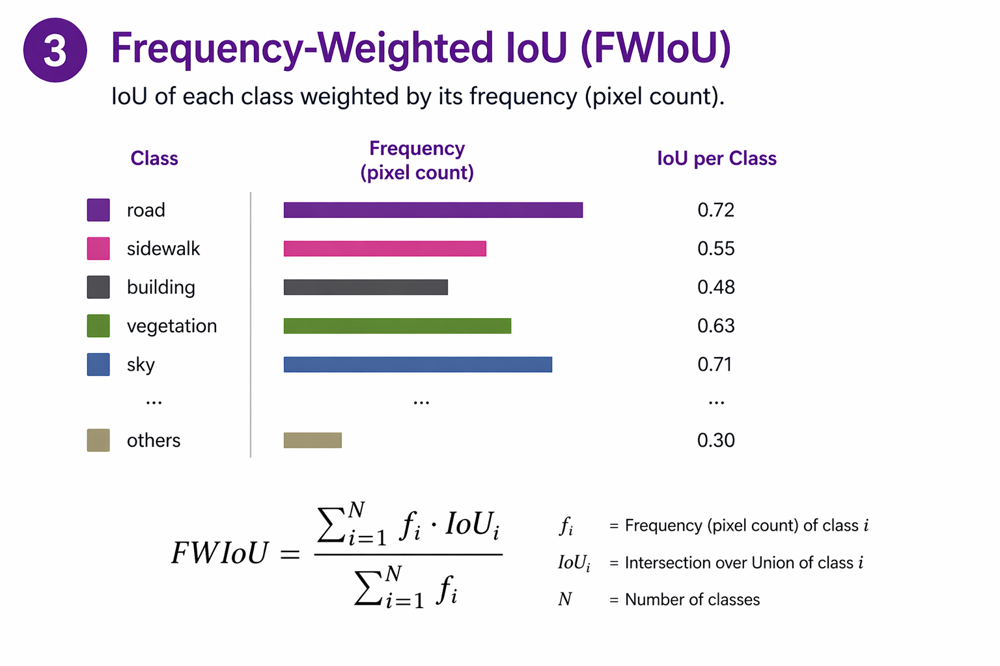 3
Frequency-Weighted IoU (FWIoU)
IoU of each class weighted by its frequency (pixel count).
Class
Frequency
(pixel count)
IoU per Class
road 0.72
sidewalk 0.55
building 0.48
vegetation 0.63
sky 0.71
... ... ...
others 0.30
FWIoU = \frac{\sum_{i=1}^{N} f_i · IoU_i}{\sum_{i=1}^{N} f_i}
f_i = Frequency (pixel count) of class i
IoU_i = Intersection over Union of class i
N = Number of classes